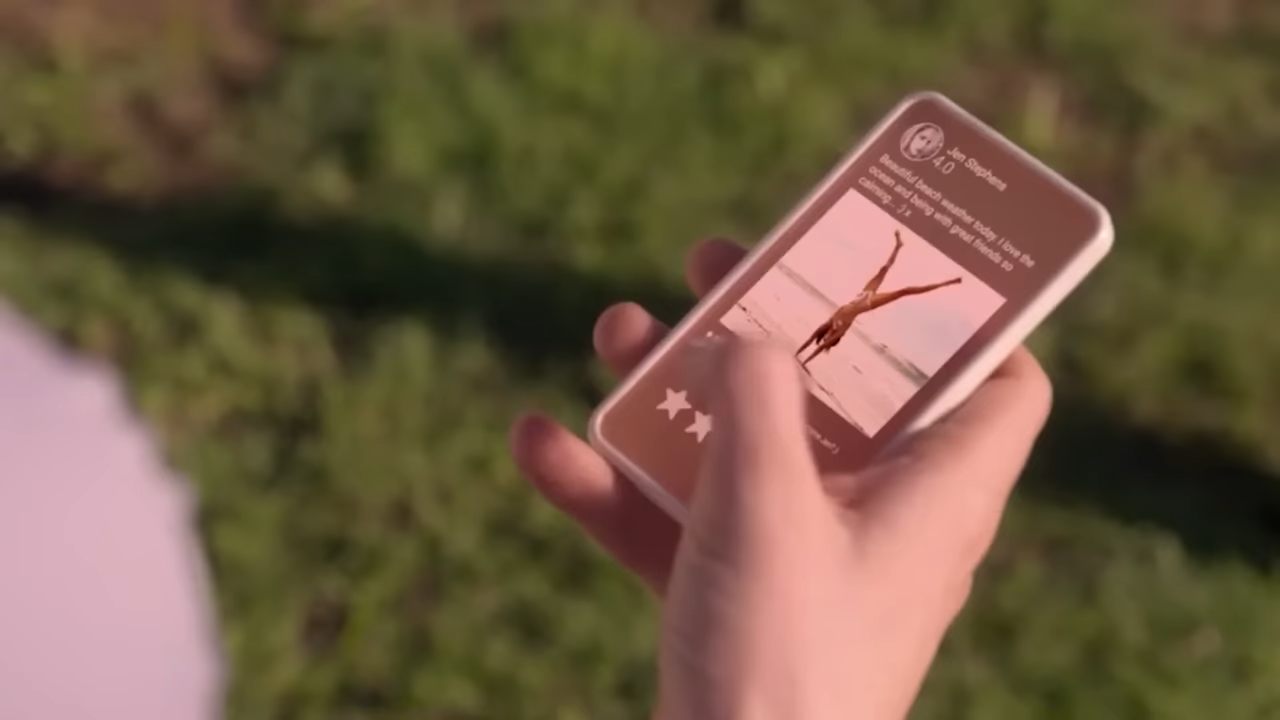 Jen Stephens
4.0
Beautiful beach weather today. I love the
ocean and being with great friends so
calming... :) x